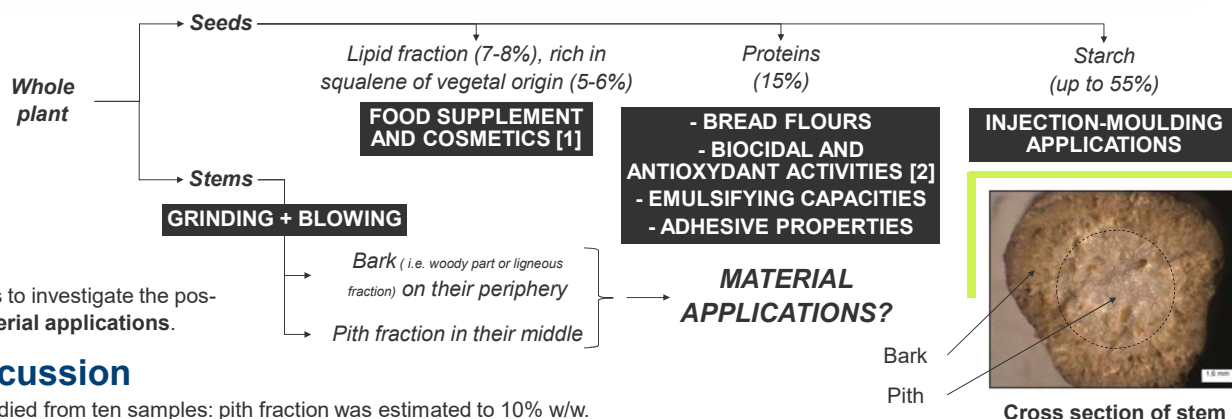 Seeds
Whole
plant
Lipid fraction (7-8%), rich in
squalene of vegetal origin (5-6%)
FOOD SUPPLEMENT
AND COSMETICS [1]
Proteins
(15%)
- BREAD FLOURS
- BIOCIDAL AND
ANTIOXYDANT ACTIVITIES [2]
- EMULSIFYING CAPACITIES
- ADHESIVE PROPERTIES
Starch
(up to 55%)
INJECTION-MOULDING
APPLICATIONS
Stems
GRINDING + BLOWING
Bark ( i.e. woody part or ligneous
fraction) on their periphery
Pith fraction in their middle
MATERIAL
APPLICATIONS?
Bark
Pith
1.6 mm
Cross section of stem
s to investigate the pos-
erial applications.
cussion
died from ten samples: pith fraction was estimated to 10% w/w.